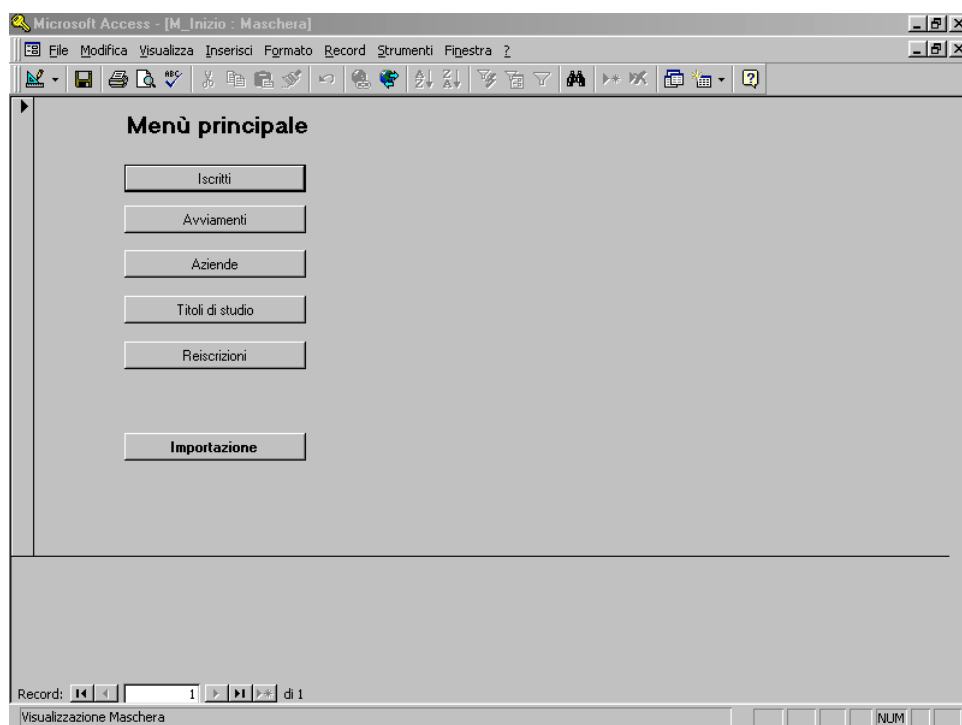 Microsoft Access - [M_Inizio : Maschera]
File Modifica Visualizza Inserisci Formato Record Strumenti Finestra ?
ABC
Menù principale
Iscritti
Avviamenti
Aziende
Titoli di studio
Reiscrizioni
Importazione
Record: 1 di 1
Visualizzazione Maschera NUM